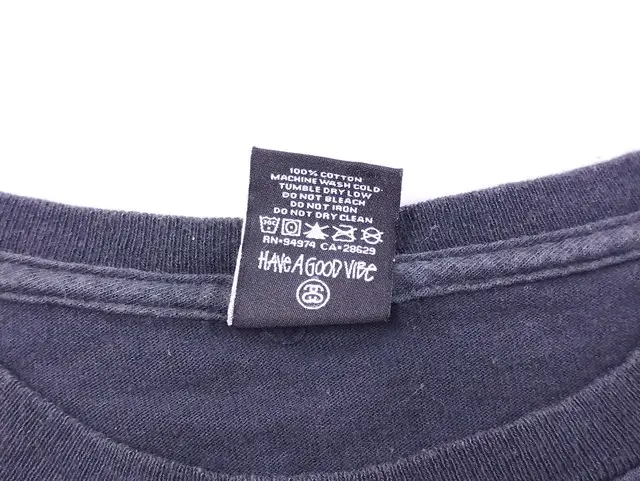 100% COTTON
MACHINE WASH COLD
TUMBLE DRY LOW
DO NOT BLEACH
DO NOT IRON
DO NOT DRY CLEAN
RN•94974 CA•28629
HAVE A GOOD VIBE